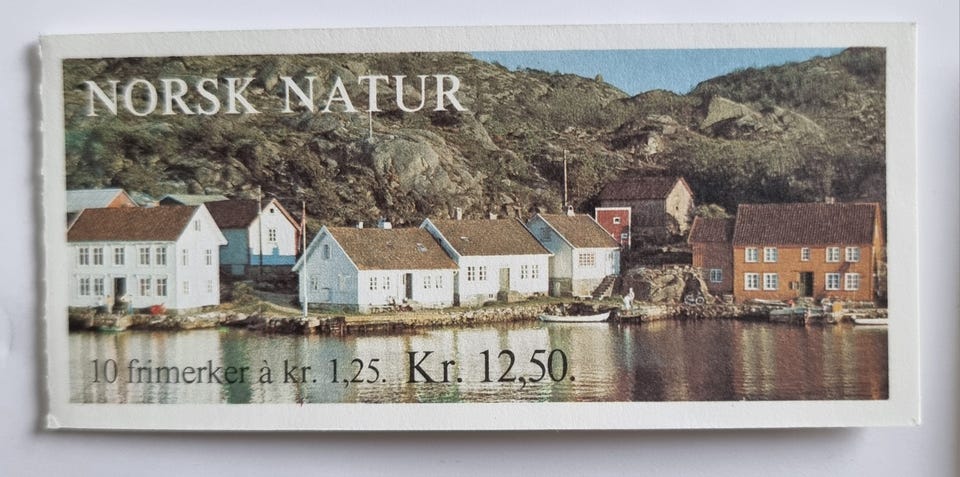 NORSK NATUR
10 frimerker à kr. 1,25. Kr. 12,50.